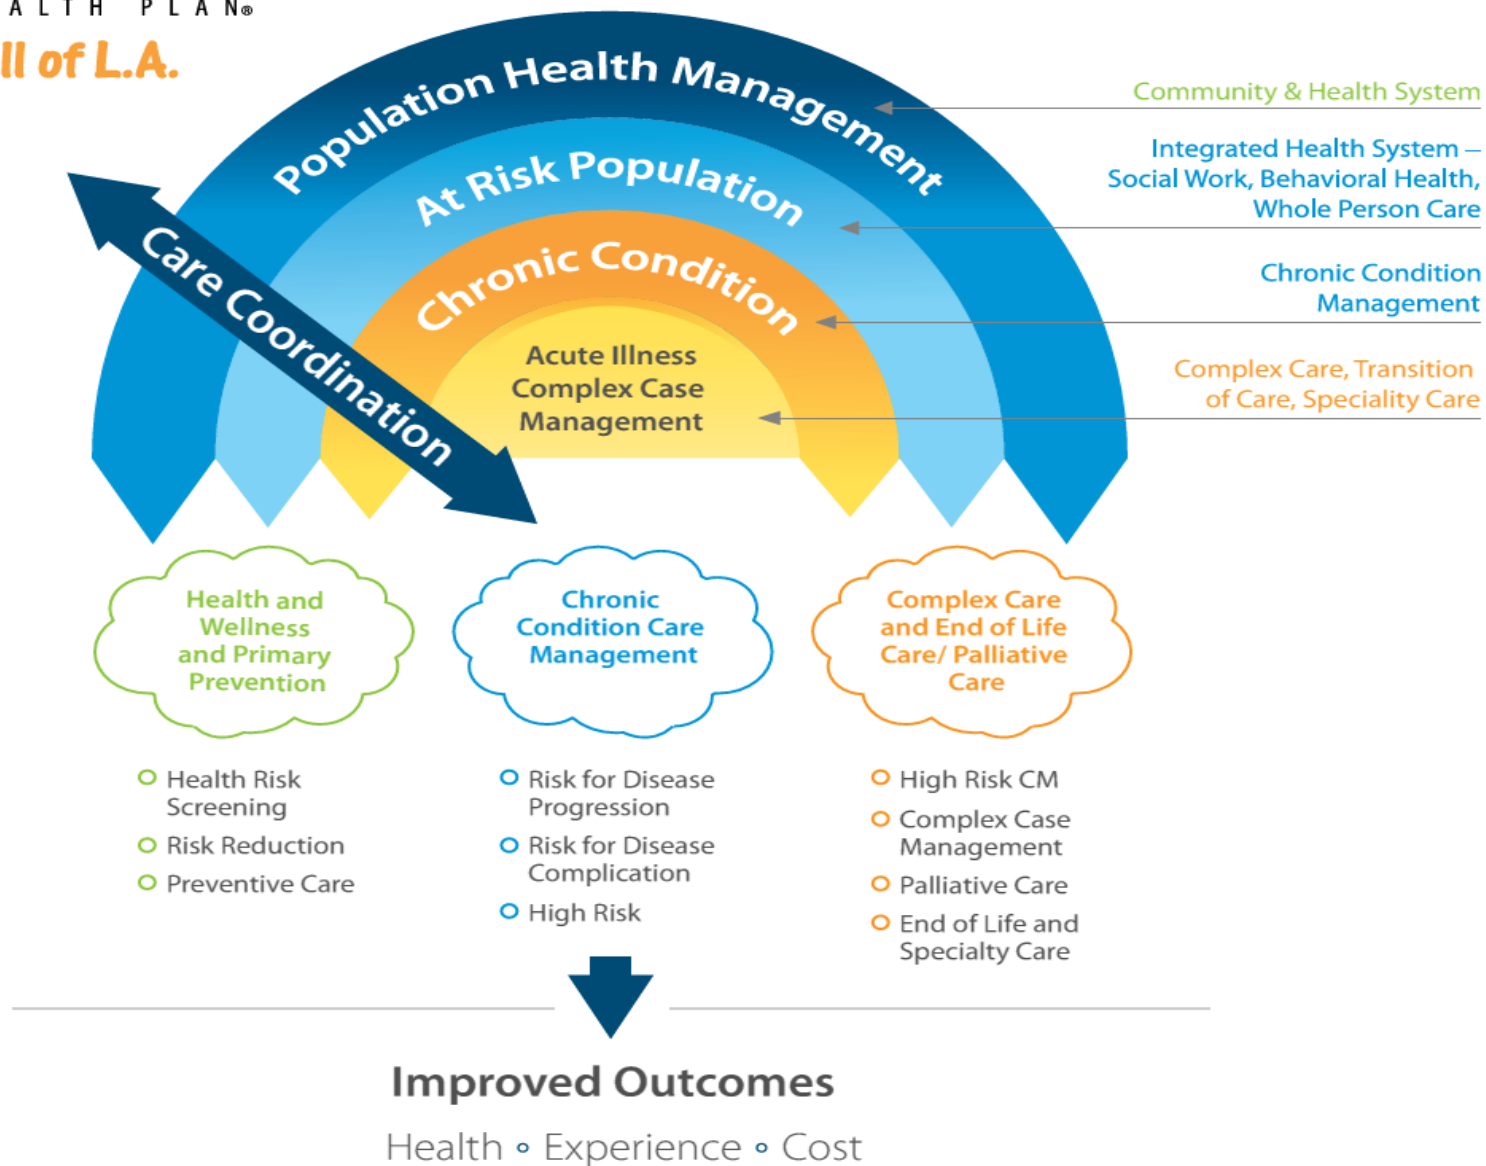 A L T H P L A N®
ll of L.A.
Population Health Management
At Risk Population
Chronic Condition
Acute Illness
Complex Case
Management
Care Coordination
Community & Health System
Integrated Health System –
Social Work, Behavioral Health,
Whole Person Care
Chronic Condition
Management
Complex Care, Transition
of Care, Speciality Care
Health and
Wellness
and Primary
Prevention
Health Risk
Screening
Risk Reduction
Preventive Care
Chronic
Condition Care
Management
Risk for Disease
Progression
Risk for Disease
Complication
High Risk
Complex Care
and End of Life
Care/ Palliative
Care
High Risk CM
Complex Case
Management
Palliative Care
End of Life and
Specialty Care
Improved Outcomes
Health ∘ Experience ∘ Cost